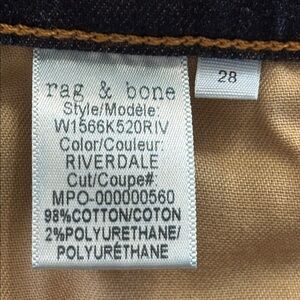 rag & bone
28
Style/Modèle:
W1566K520RIV
Color/Couleur:
RIVERDALE
Cut/Coupe#
MPO-000000560
98%COTTON/COTON
2%POLYURETHANE/
POLYURÉTHANE